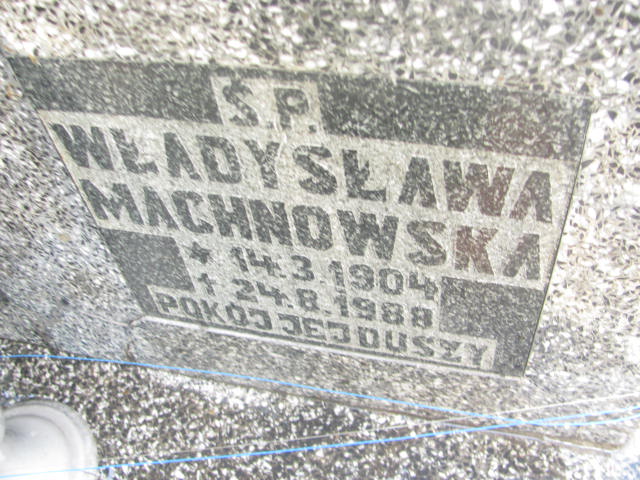 Ś P.
WŁADYSŁAWA
MACHNOWSKA
* 14.3.1904
† 24.8.1988
POKÓJ JEJ DUSZY